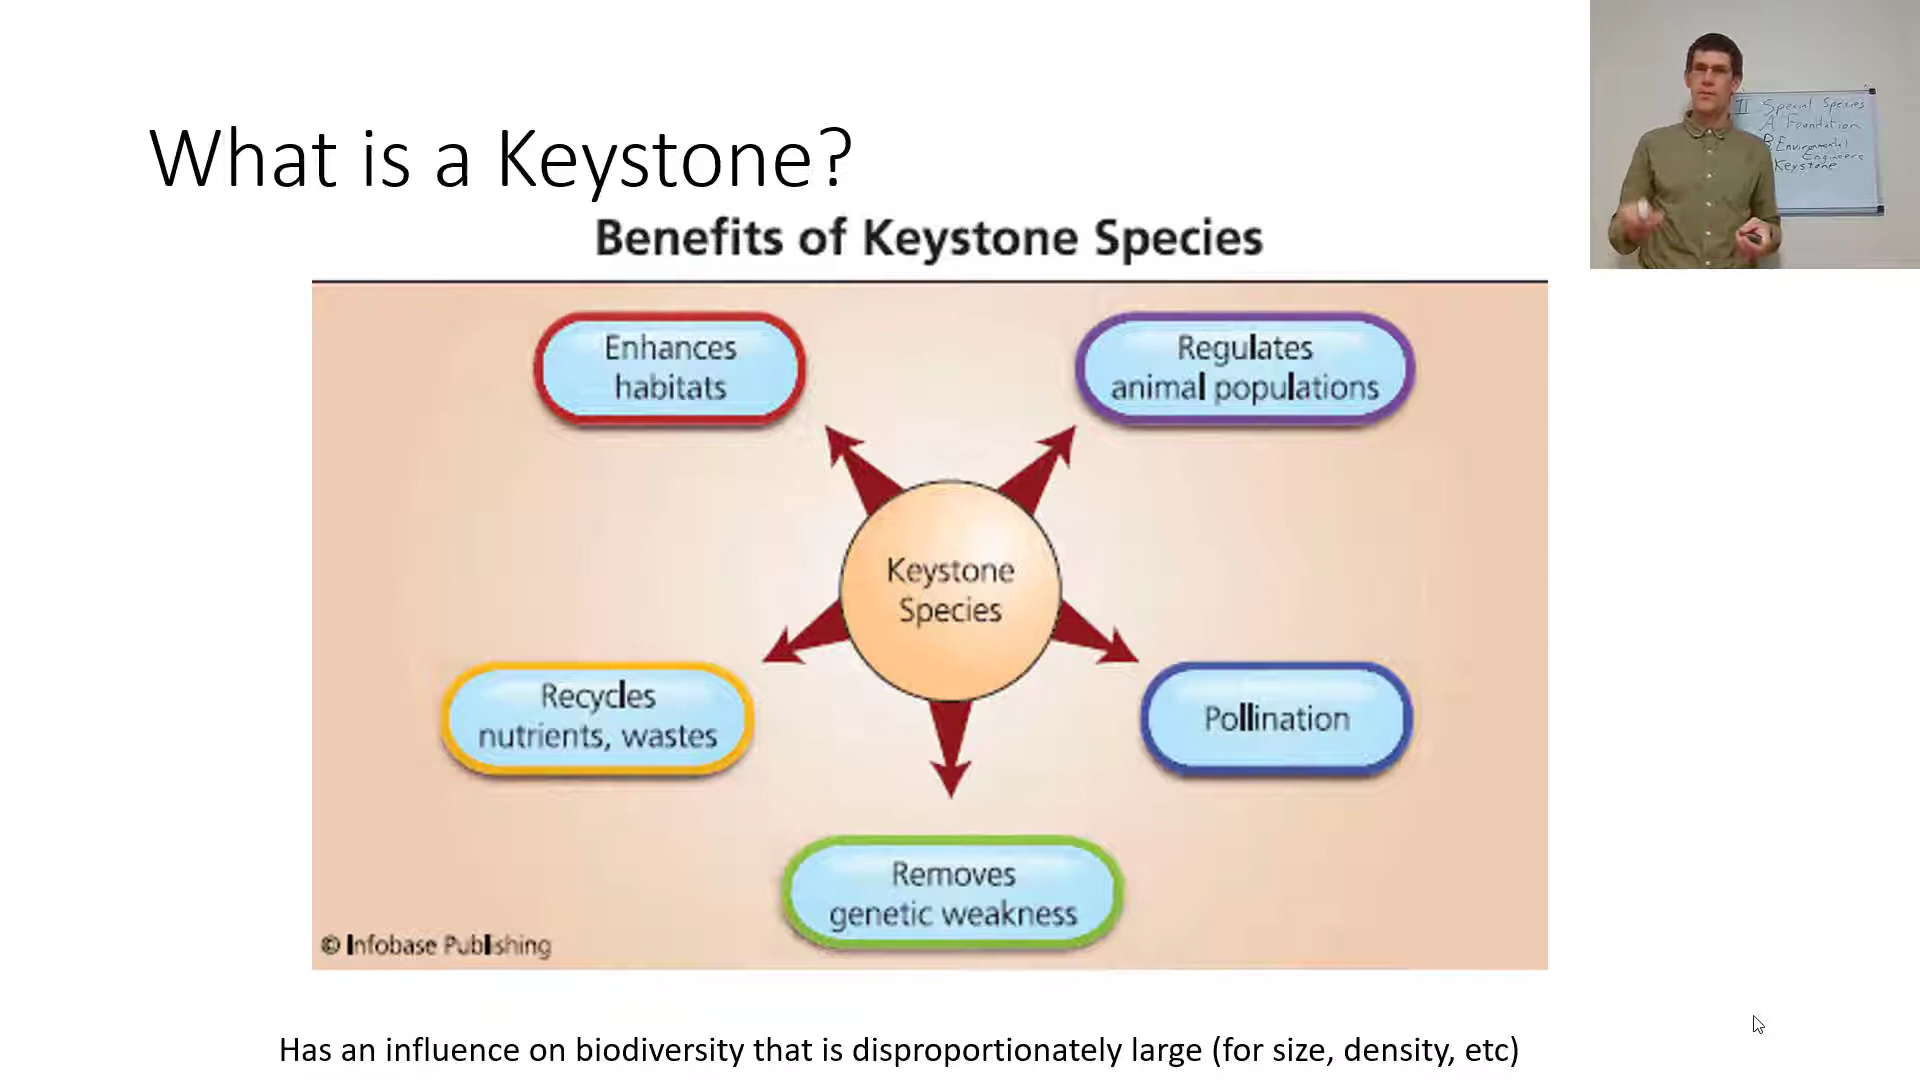 What is a Keystone?
Benefits of Keystone Species
Enhances
habitats
Regulates
animal populations
Keystone
Species
Recycles
nutrients, wastes
Pollination
Removes
genetic weakness
© Infobase Publishing
Has an influence on biodiversity that is disproportionately large (for size, density, etc)
II Special Species
A Foundation
B Environmental
Engineers
Keystone